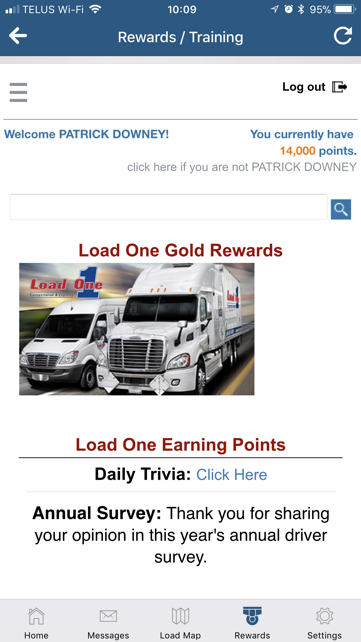 TELUS Wi-Fi 10:09 95%
Rewards / Training
Log out
Welcome PATRICK DOWNEY! You currently have
14,000 points.
click here if you are not PATRICK DOWNEY
Load One Gold Rewards
Load One 1
Load One Earning Points
Daily Trivia: Click Here
Annual Survey: Thank you for sharing
your opinion in this year's annual driver
survey.
Home Messages Load Map Rewards Settings